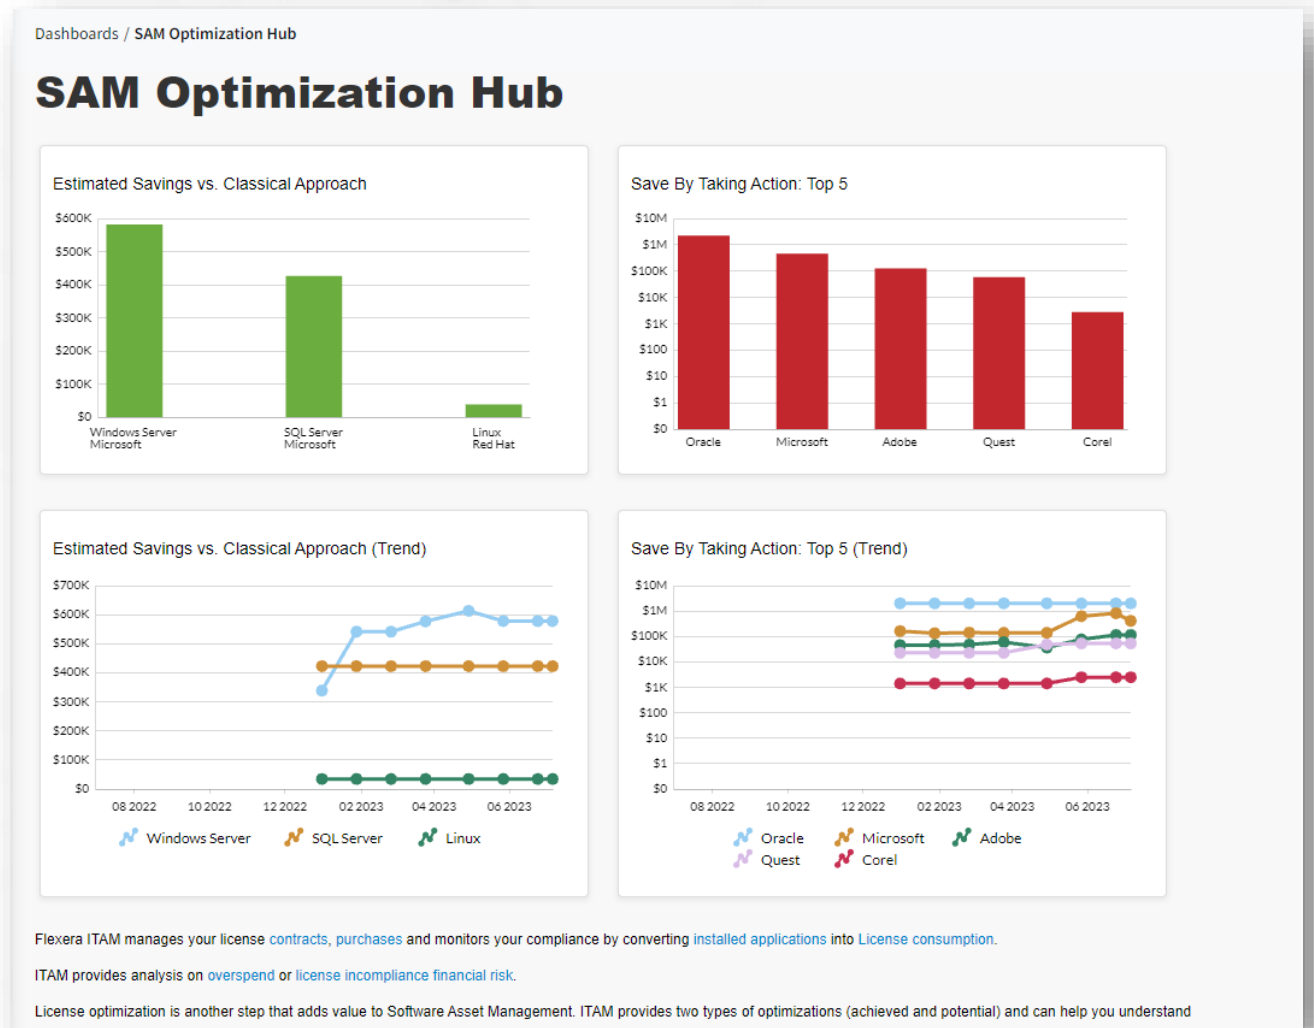 Dashboards / SAM Optimization Hub
SAM Optimization Hub
Estimated Savings vs. Classical Approach
$600K
$500K
$400K
$300K
$200K
$100K
$0
Windows Server
Microsoft
SQL Server
Microsoft
Linux
Red Hat
Save By Taking Action: Top 5
$10M
$1M
$100K
$10K
$1K
$100
$10
$1
$0
Oracle
Microsoft
Adobe
Quest
Corel
Estimated Savings vs. Classical Approach (Trend)
$700K
$600K
$500K
$400K
$300K
$200K
$100K
$0
08 2022
10 2022
12 2022
02 2023
04 2023
06 2023
Windows Server
SQL Server
Linux
Save By Taking Action: Top 5 (Trend)
$10M
$1M
$100K
$10K
$1K
$100
$10
$1
$0
08 2022
10 2022
12 2022
02 2023
04 2023
06 2023
Oracle
Microsoft
Adobe
Quest
Corel
Flexera ITAM manages your license contracts, purchases and monitors your compliance by converting installed applications into License consumption.
ITAM provides analysis on overspend or license incompliance financial risk.
License optimization is another step that adds value to Software Asset Management. ITAM provides two types of optimizations (achieved and potential) and can help you understand